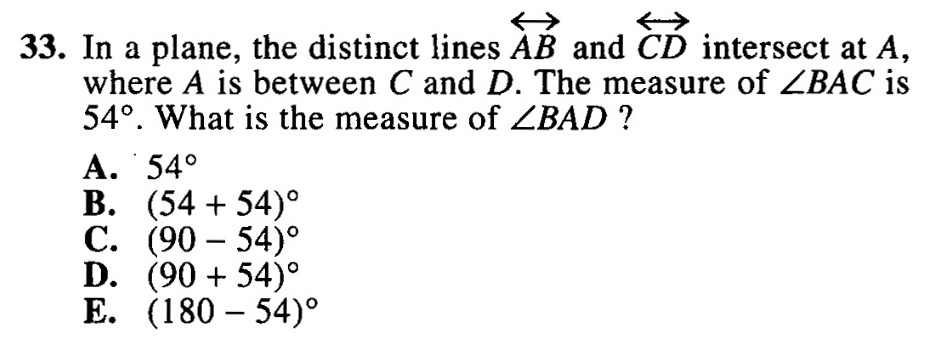 33. In a plane, the distinct lines \overleftrightarrow{AB} and \overleftrightarrow{CD} intersect at A,
where A is between C and D. The measure of ∠BAC is
54°. What is the measure of ∠BAD ?
A. 54°
B. (54 + 54)°
C. (90 – 54)°
D. (90 + 54)°
E. (180 – 54)°